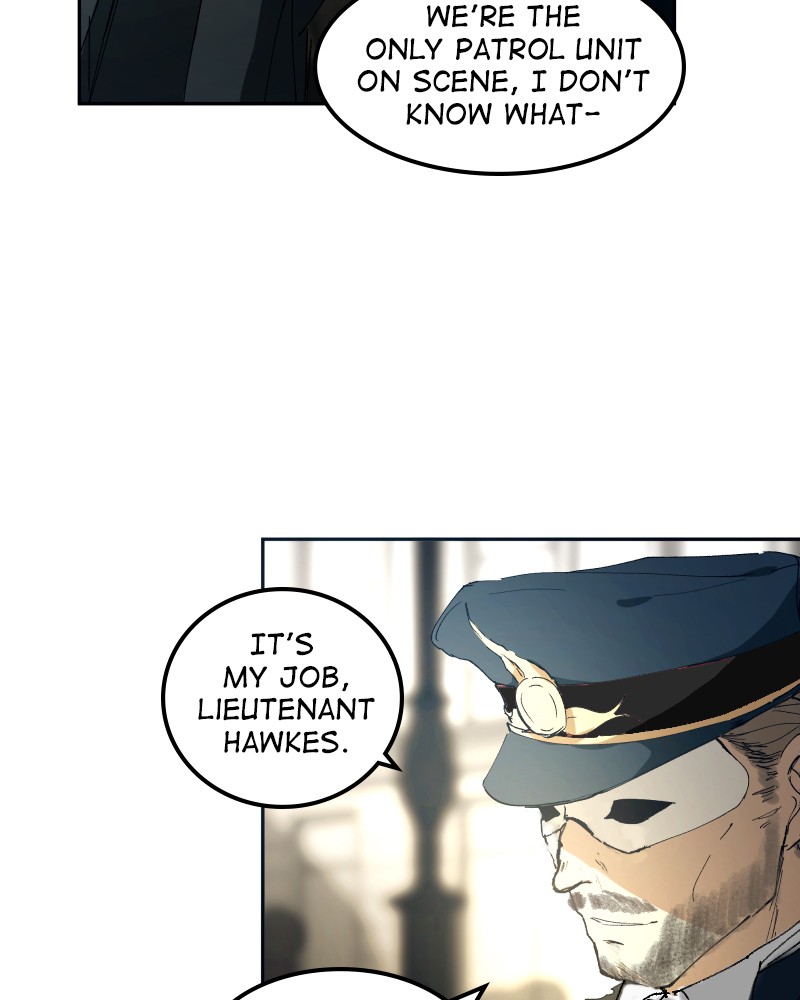 WE'RE THE
ONLY PATROL UNIT
ON SCENE, I DON'T
KNOW WHAT-
IT'S
MY JOB,
LIEUTENANT
HAWKES.